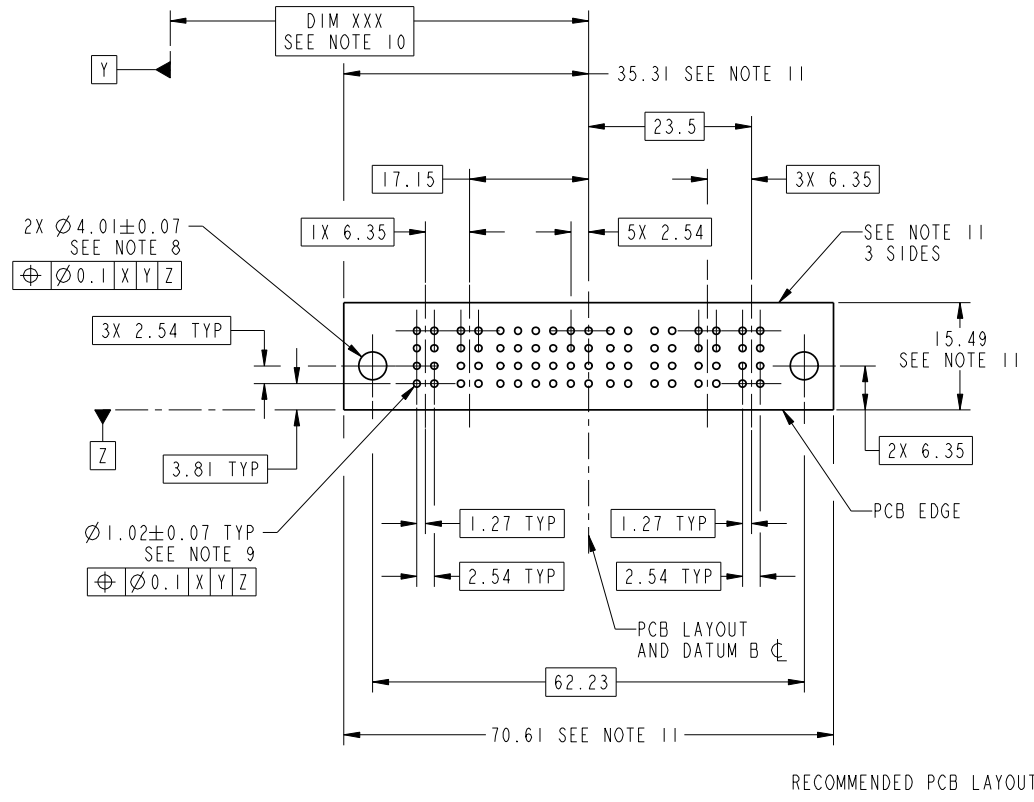 DIM XXX
SEE NOTE 10
Y
35.31 SEE NOTE 11
23.5
17.15
3X 6.35
2X Ø4.01±0.07
SEE NOTE 8
⌖ Ø0.1 X Y Z
1X 6.35
5X 2.54
SEE NOTE 11
3 SIDES
3X 2.54 TYP
15.49
SEE NOTE 11
Z
3.81 TYP
2X 6.35
PCB EDGE
Ø1.02±0.07 TYP
SEE NOTE 9
⌖ Ø0.1 X Y Z
1.27 TYP
1.27 TYP
2.54 TYP
2.54 TYP
PCB LAYOUT
AND DATUM B ℄
62.23
70.61 SEE NOTE 11
RECOMMENDED PCB LAYOUT